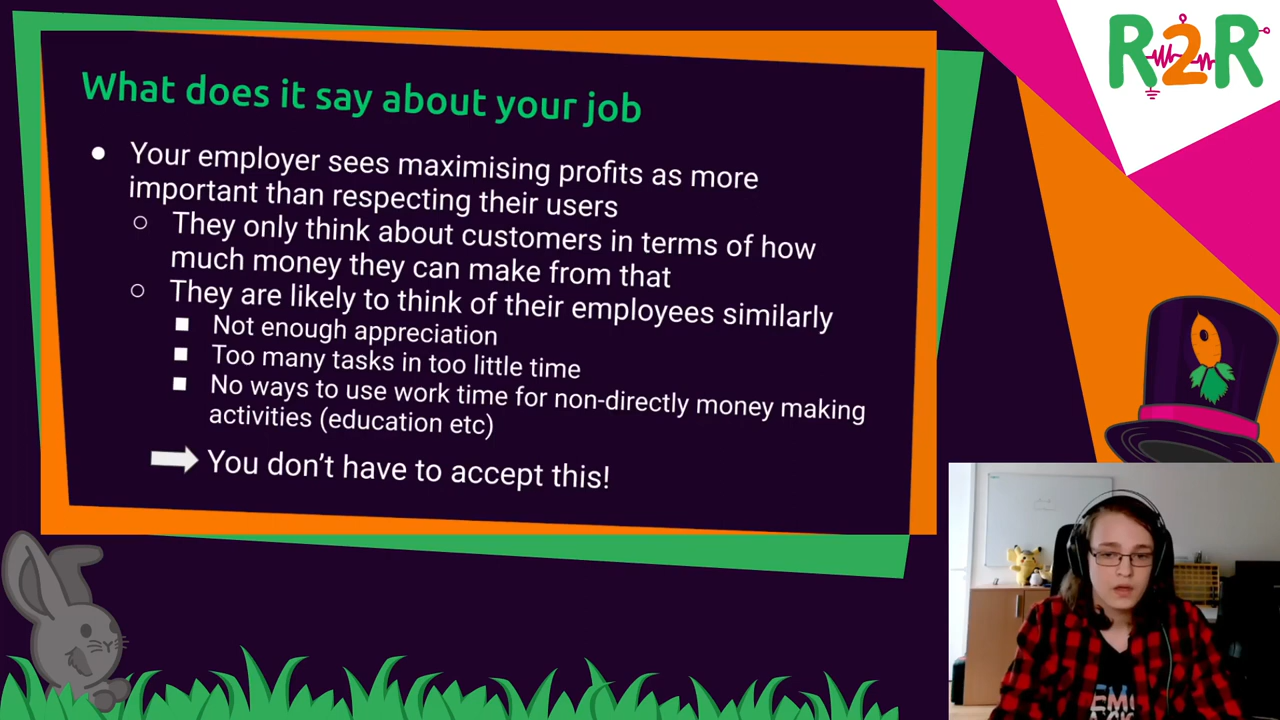 R2R
What does it say about your job
● Your employer sees maximising profits as more
important than respecting their users
○ They only think about customers in terms of how
much money they can make from that
○ They are likely to think of their employees similarly
■ Not enough appreciation
■ Too many tasks in too little time
■ No ways to use work time for non-directly money making
activities (education etc)
You don't have to accept this!